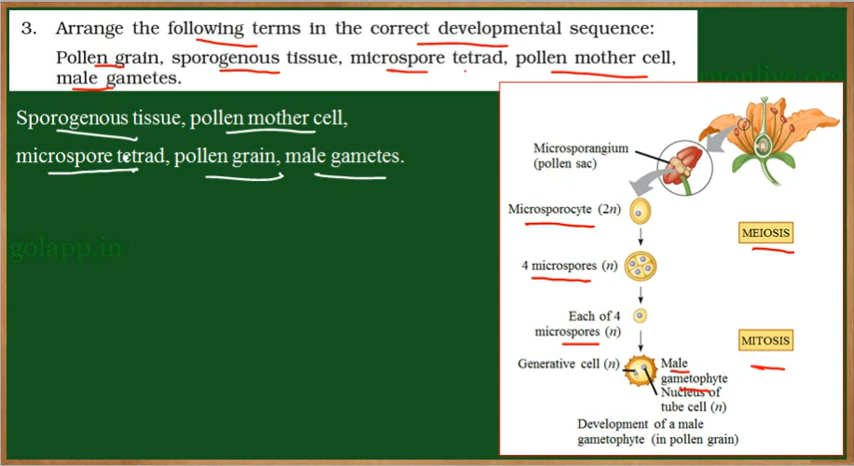 3. Arrange the following terms in the correct developmental sequence:
Pollen grain, sporogenous tissue, microspore tetrad, pollen mother cell,
male gametes.
Sporogenous tissue, pollen mother cell,
microspore tetrad, pollen grain, male gametes.
golapp.in
Microsporangium
(pollen sac)
Microsporocyte (2n)
MEIOSIS
4 microspores (n)
Each of 4
microspores (n)
MITOSIS
Generative cell (n)
Male
gametophyte
Nucleus of
tube cell (n)
Development of a male
gametophyte (in pollen grain)